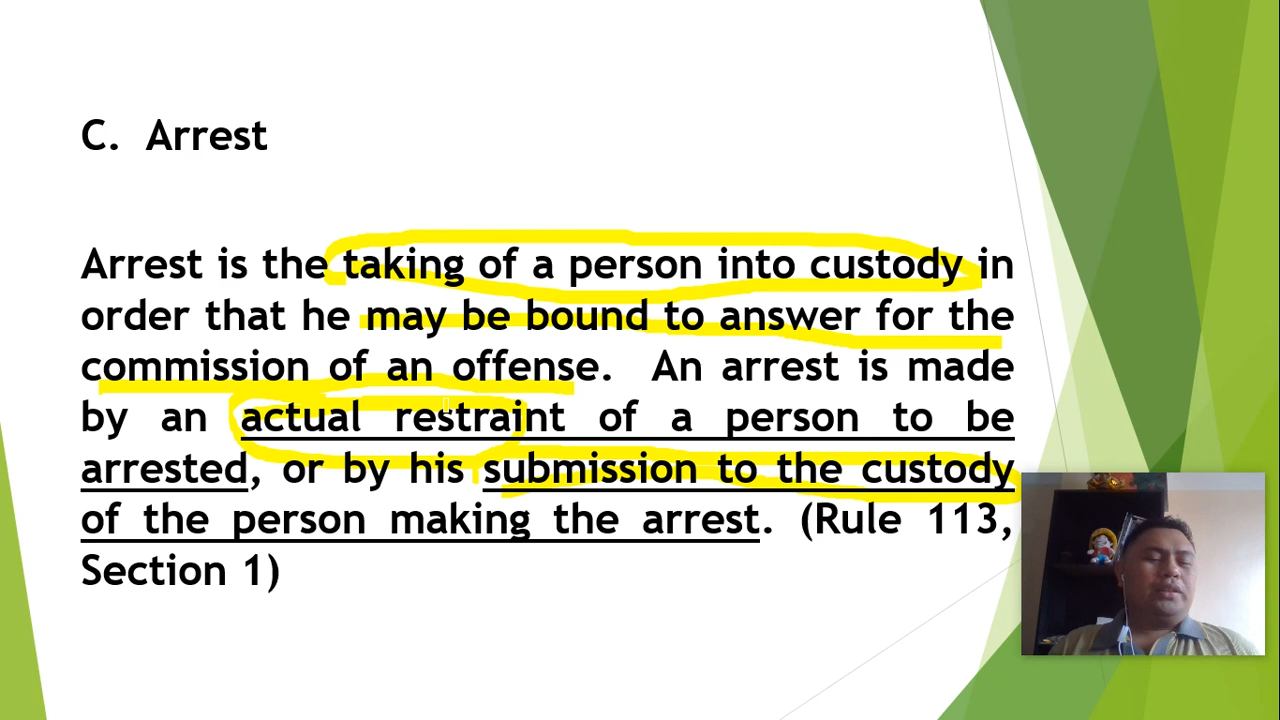 C. Arrest
Arrest is the taking of a person into custody in
order that he may be bound to answer for the
commission of an offense. An arrest is made
by an actual restraint of a person to be
arrested, or by his submission to the custody
of the person making the arrest. (Rule 113,
Section 1)